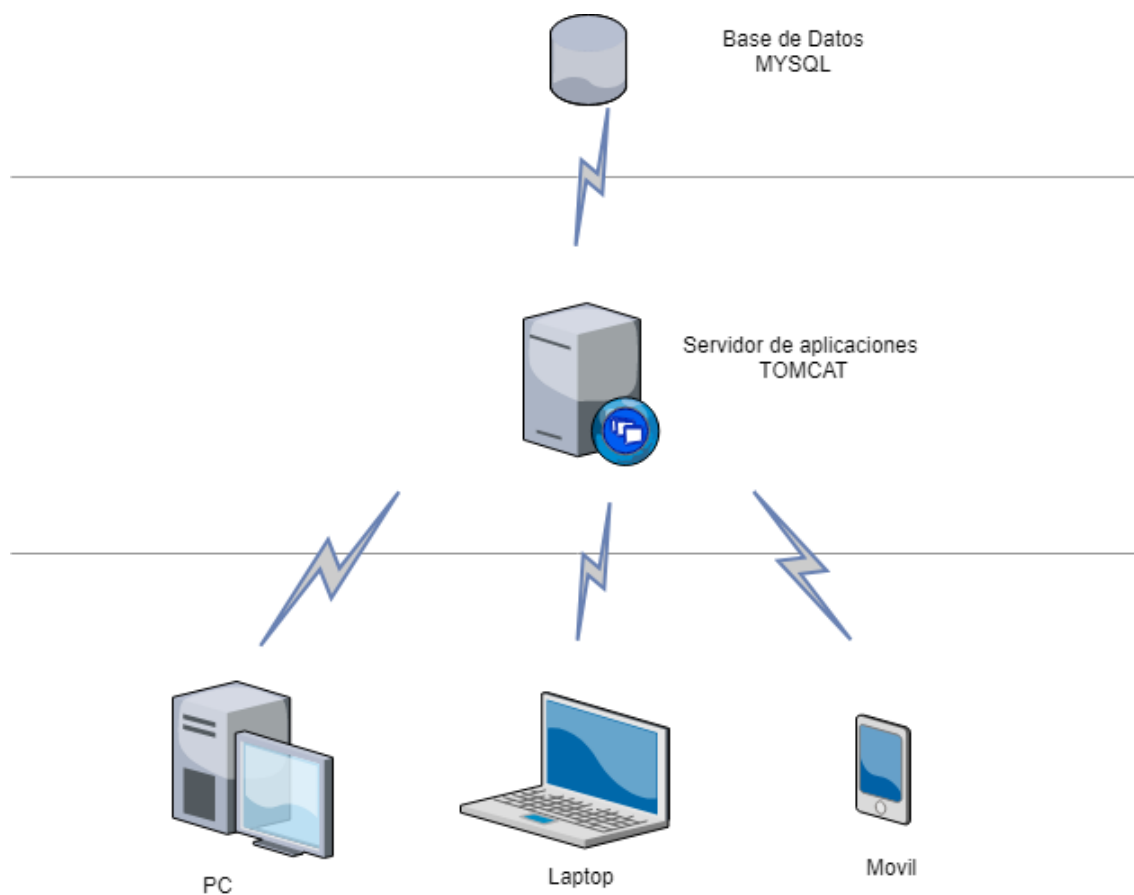 Base de Datos
MYSQL
Servidor de aplicaciones
TOMCAT
PC
Laptop
Movil